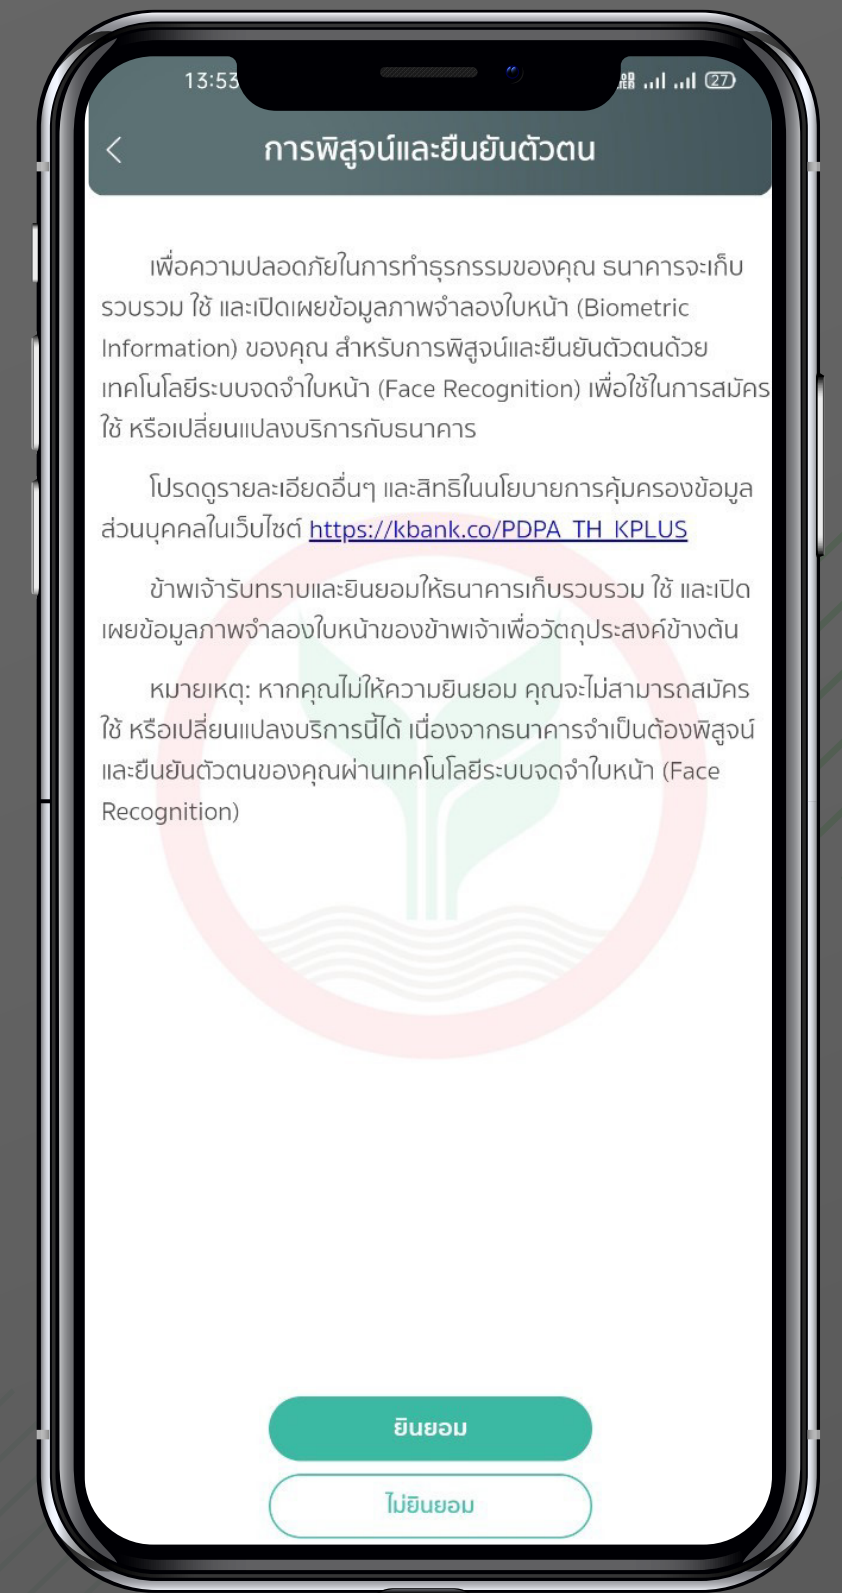 13:53
27
การพิสูจน์และยืนยันตัวตน
เพื่อความปลอดภัยในการทำธุรกรรมของคุณ ธนาคารจะเก็บ
รวบรวม ใช้ และเปิดเผยข้อมูลภาพจำลองใบหน้า (Biometric
Information) ของคุณ สำหรับการพิสูจน์และยืนยันตัวตนด้วย
เทคโนโลยีระบบจดจำใบหน้า (Face Recognition) เพื่อใช้ในการสมัคร
ใช้ หรือเปลี่ยนแปลงบริการกับธนาคาร
โปรดดูรายละเอียดอื่นๆ และสิทธิในนโยบายการคุ้มครองข้อมูล
ส่วนบุคคลในเว็บไซต์ https://kbank.co/PDPA_TH_KPLUS
ข้าพเจ้ารับทราบและยินยอมให้ธนาคารเก็บรวบรวม ใช้ และเปิด
เผยข้อมูลภาพจำลองใบหน้าของข้าพเจ้าเพื่อวัตถุประสงค์ข้างต้น
หมายเหตุ: หากคุณไม่ให้ความยินยอม คุณจะไม่สามารถสมัคร
ใช้ หรือเปลี่ยนแปลงบริการนี้ได้ เนื่องจากธนาคารจำเป็นต้องพิสูจน์
และยืนยันตัวตนของคุณผ่านเทคโนโลยีระบบจดจำใบหน้า (Face
Recognition)
ยินยอม
ไม่ยินยอม